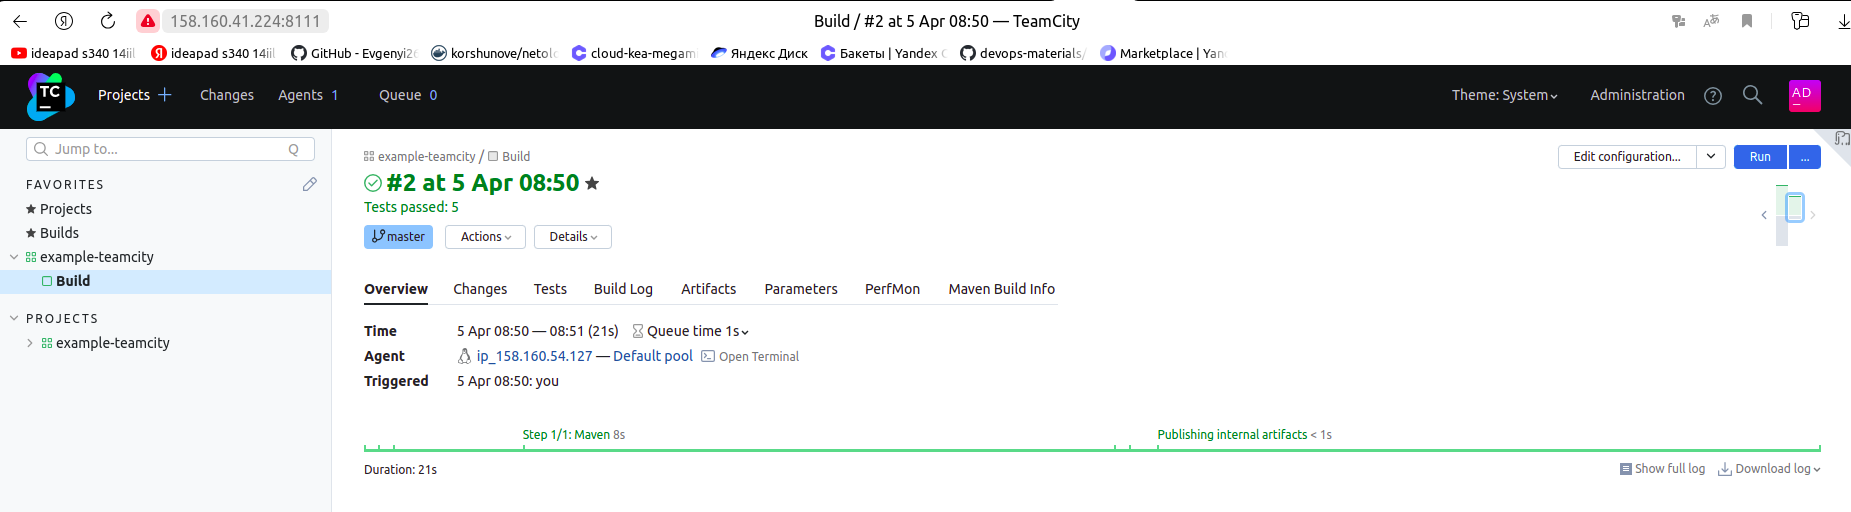 Я 158.160.41.224:8111 Build / #2 at 5 Apr 08:50 — TeamCity
ideapad s340 14iil Я ideapad s340 14iil GitHub - Evgenyi26 korshunove/netolo cloud-kea-megam Яндекс Диск Бакеты | Yandex C devops-materials/ Marketplace | Yan
TC Projects + Changes Agents 1 Queue 0 Theme: System Administration ? AD
Jump to... Q
FAVORITES
Projects
Builds
example-teamcity
Build
PROJECTS
example-teamcity
example-teamcity / Build
Edit configuration... Run ...
#2 at 5 Apr 08:50
Tests passed: 5
master Actions Details
Overview Changes Tests Build Log Artifacts Parameters PerfMon Maven Build Info
Time 5 Apr 08:50 — 08:51 (21s) Queue time 1s
Agent ip_158.160.54.127 — Default pool Open Terminal
Triggered 5 Apr 08:50: you
Step 1/1: Maven 8s Publishing internal artifacts < 1s
Duration: 21s Show full log Download log